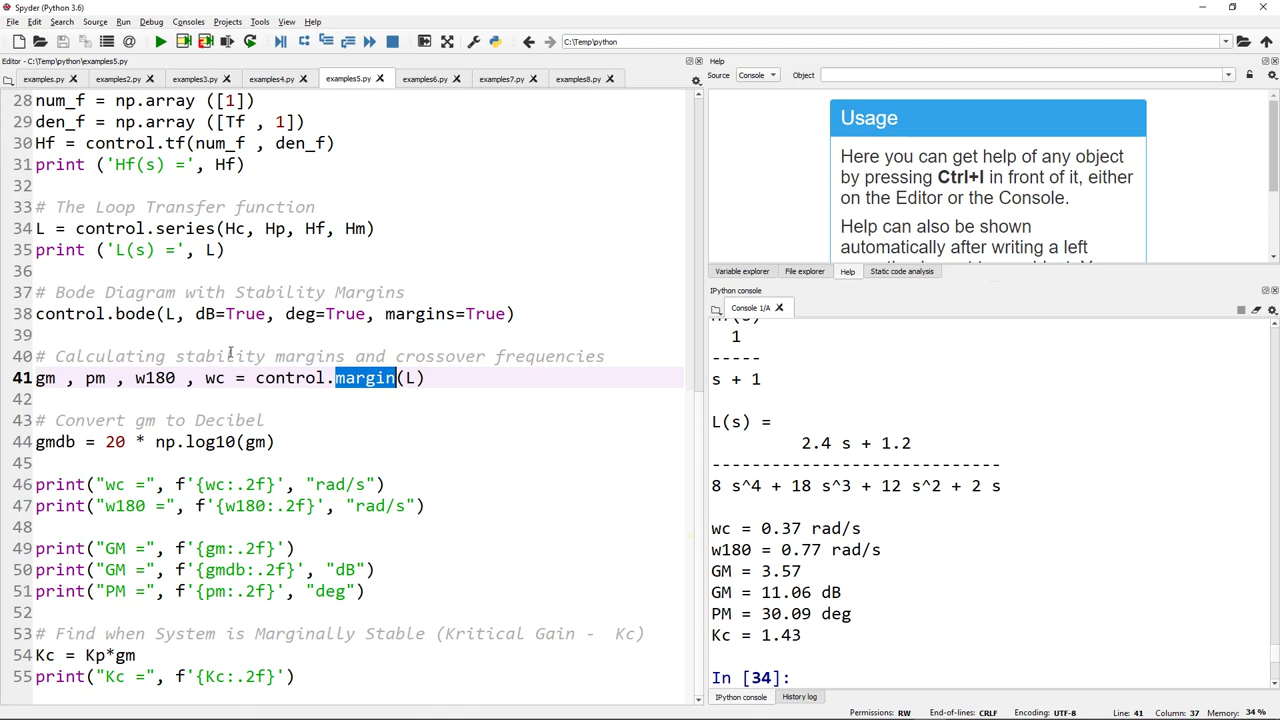 Spyder (Python 3.6)
File Edit Search Source Run Debug Consoles Projects Tools View Help
C:\Temp\python
Editor - C:\Temp\python\examples5.py
examples.py examples2.py examples3.py examples4.py examples5.py examples6.py examples7.py examples8.py
28 num_f = np.array ([1])
29 den_f = np.array ([Tf , 1])
30 Hf = control.tf(num_f , den_f)
31 print ('Hf(s) =', Hf)
32
33 # The Loop Transfer function
34 L = control.series(Hc, Hp, Hf, Hm)
35 print ('L(s) =', L)
36
37 # Bode Diagram with Stability Margins
38 control.bode(L, dB=True, deg=True, margins=True)
39
40 # Calculating stability margins and crossover frequencies
41 gm , pm , w180 , wc = control.margin(L)
42
43 # Convert gm to Decibel
44 gmdb = 20 * np.log10(gm)
45
46 print("wc =", f'{wc:.2f}', "rad/s")
47 print("w180 =", f'{w180:.2f}', "rad/s")
48
49 print("GM =", f'{gm:.2f}')
50 print("GM =", f'{gmdb:.2f}', "dB")
51 print("PM =", f'{pm:.2f}', "deg")
52
53 # Find when System is Marginally Stable (Kritical Gain - Kc)
54 Kc = Kp*gm
55 print("Kc =", f'{Kc:.2f}')
Help
Source Console Object
Usage
Here you can get help of any object
by pressing Ctrl+I in front of it, either
on the Editor or the Console.
Help can also be shown
automatically after writing a left
Variable explorer File explorer Help Static code analysis
IPython console
Console 1/A
1
-----
s + 1
L(s) =
2.4 s + 1.2
-----------------------------
8 s^4 + 18 s^3 + 12 s^2 + 2 s
wc = 0.37 rad/s
w180 = 0.77 rad/s
GM = 3.57
GM = 11.06 dB
PM = 30.09 deg
Kc = 1.43
In [34]:
IPython console History log
Permissions: RW End-of-lines: CRLF Encoding: UTF-8 Line: 41 Column: 37 Memory: 34 %